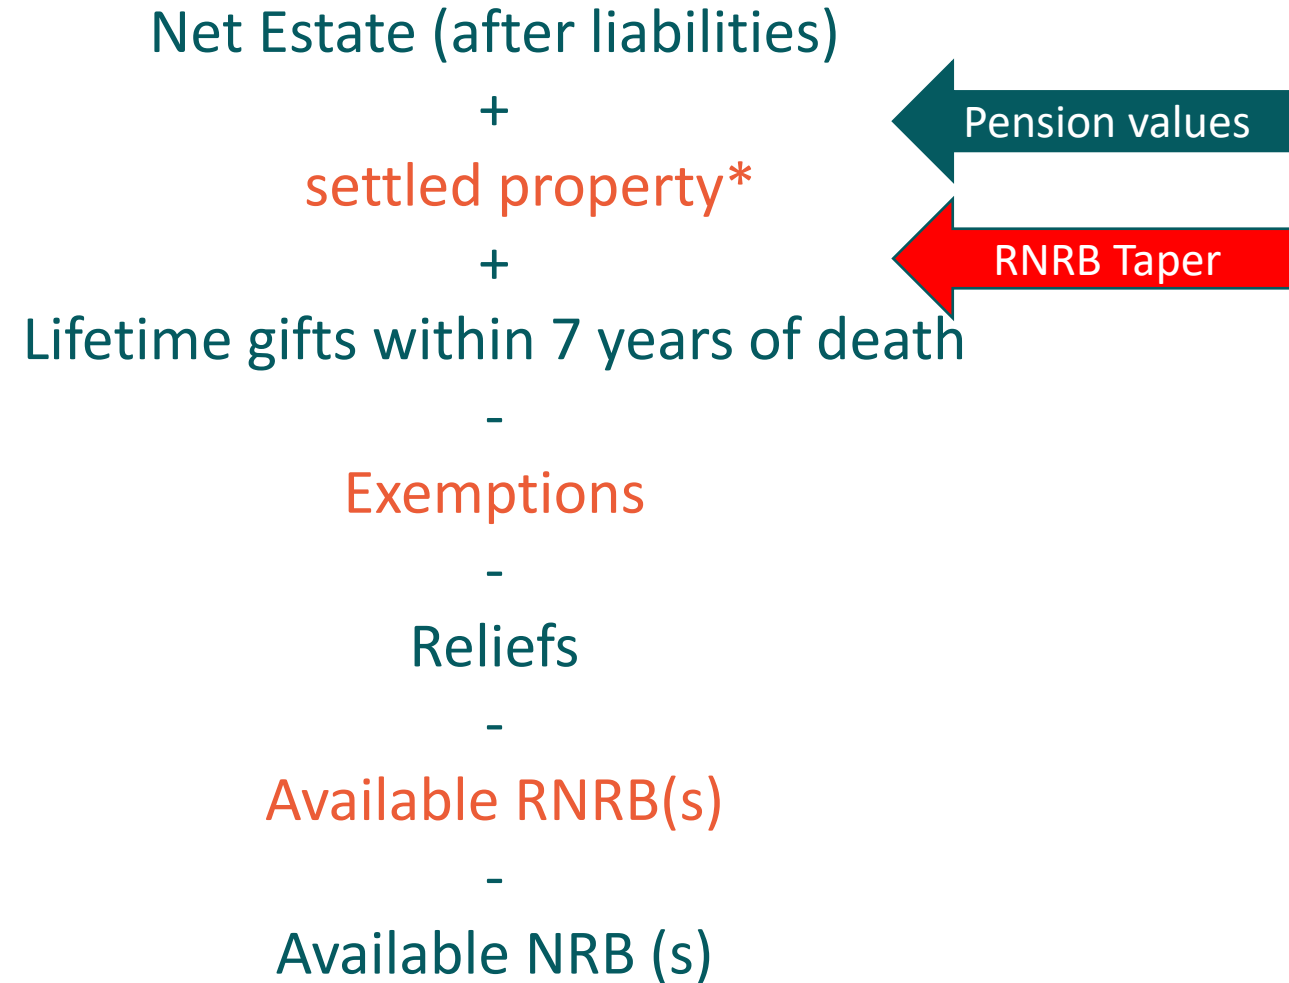 Net Estate (after liabilities)
+
Pension values
settled property*
+
RNRB Taper
Lifetime gifts within 7 years of death
-
Exemptions
-
Reliefs
-
Available RNRB(s)
-
Available NRB (s)